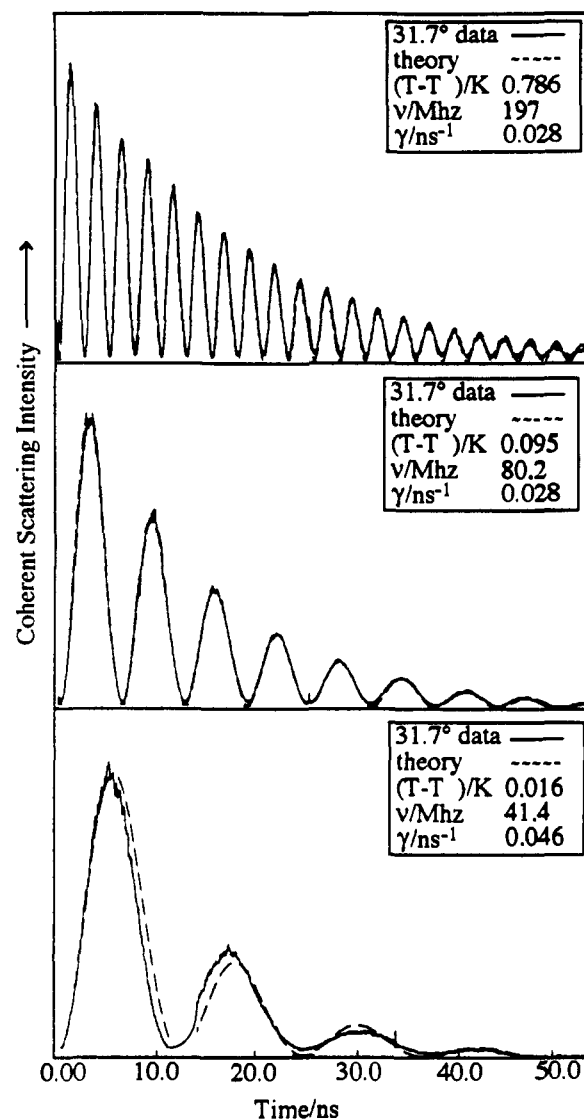 31.7° data
theory
(T-T )/K 0.786
ν/Mhz 197
γ/ns-1 0.028
Coherent Scattering Intensity
31.7° data
theory
(T-T )/K 0.095
ν/Mhz 80.2
γ/ns-1 0.028
31.7° data
theory
(T-T )/K 0.016
ν/Mhz 41.4
γ/ns-1 0.046
0.00 10.0 20.0 30.0 40.0 50.0
Time/ns